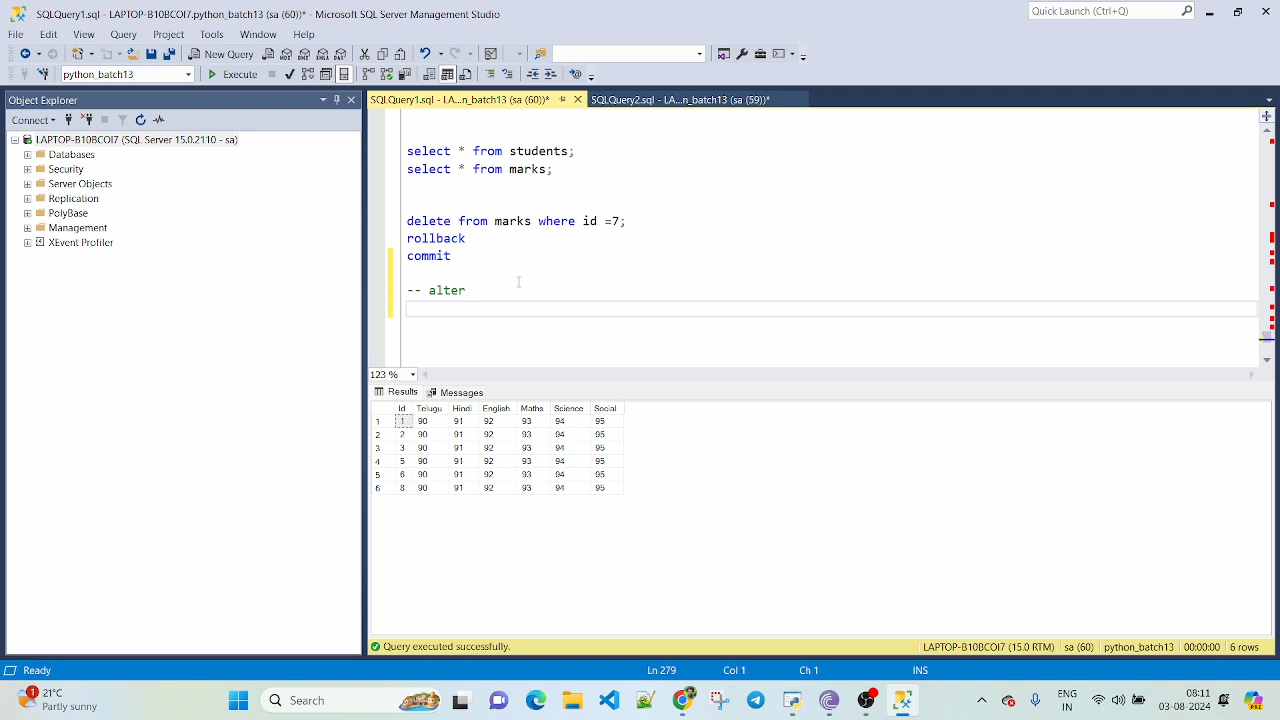 SQLQuery1.sql - LAPTOP-B10BCOI7.python_batch13 (sa (60))* - Microsoft SQL Server Management Studio
Quick Launch (Ctrl+Q)
File Edit View Query Project Tools Window Help
New Query
python_batch13 Execute
Object Explorer
SQLQuery1.sql - LA...n_batch13 (sa (60))* SQLQuery2.sql - LA...n_batch13 (sa (59))*
Connect
LAPTOP-B10BCOI7 (SQL Server 15.0.2110 - sa)
Databases
Security
Server Objects
Replication
PolyBase
Management
XEvent Profiler
select * from students;
select * from marks;
delete from marks where id =7;
rollback
commit
-- alter
123 %
Results Messages
Id Telugu Hindi English Maths Science Social
1 1 90 91 92 93 94 95
2 2 90 91 92 93 94 95
3 3 90 91 92 93 94 95
4 5 90 91 92 93 94 95
5 6 90 91 92 93 94 95
6 8 90 91 92 93 94 95
Query executed successfully. LAPTOP-B10BCOI7 (15.0 RTM) sa (60) python_batch13 00:00:00 6 rows
Ready Ln 279 Col 1 Ch 1 INS
1 21°C
Partly sunny
Search
ENG
IN
08:11
03-08-2024